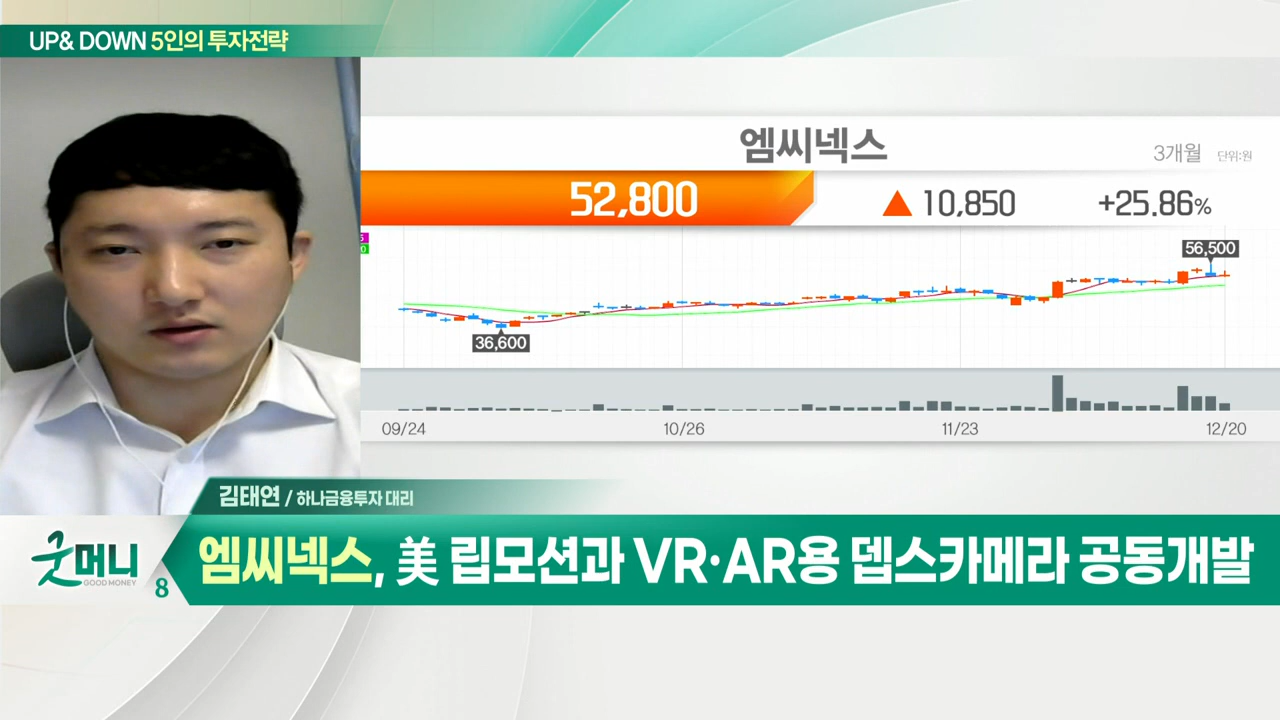 UP& DOWN 5인의 투자전략
엠씨넥스
3개월 단위:원
52,800 ▲ 10,850 +25.86%
56,500
36,600
09/24 10/26 11/23 12/20
김태연 / 하나금융투자 대리
굿머니
GOOD MONEY
8
엠씨넥스, 美 립모션과 VR·AR용 뎁스카메라 공동개발